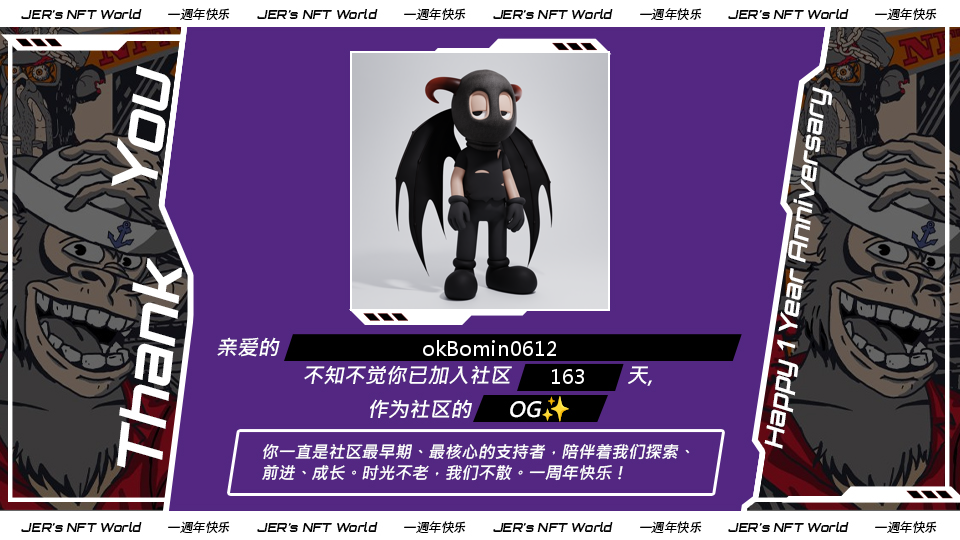 JER's NFT World 一週年快乐 JER's NFT World 一週年快乐 JER's NFT World 一週年快乐 JER's NFT World 一週年快乐
Thank You
Happy 1 Year Anniversary
亲爱的 okBomin0612
不知不觉你已加入社区 163 天,
作为社区的 OG✨
你一直是社区最早期、最核心的支持者，陪伴着我们探索、
前进、成长。时光不老，我们不散。一周年快乐！
JER's NFT World 一週年快乐 JER's NFT World 一週年快乐 JER's NFT World 一週年快乐 JER's NFT World 一週年快乐